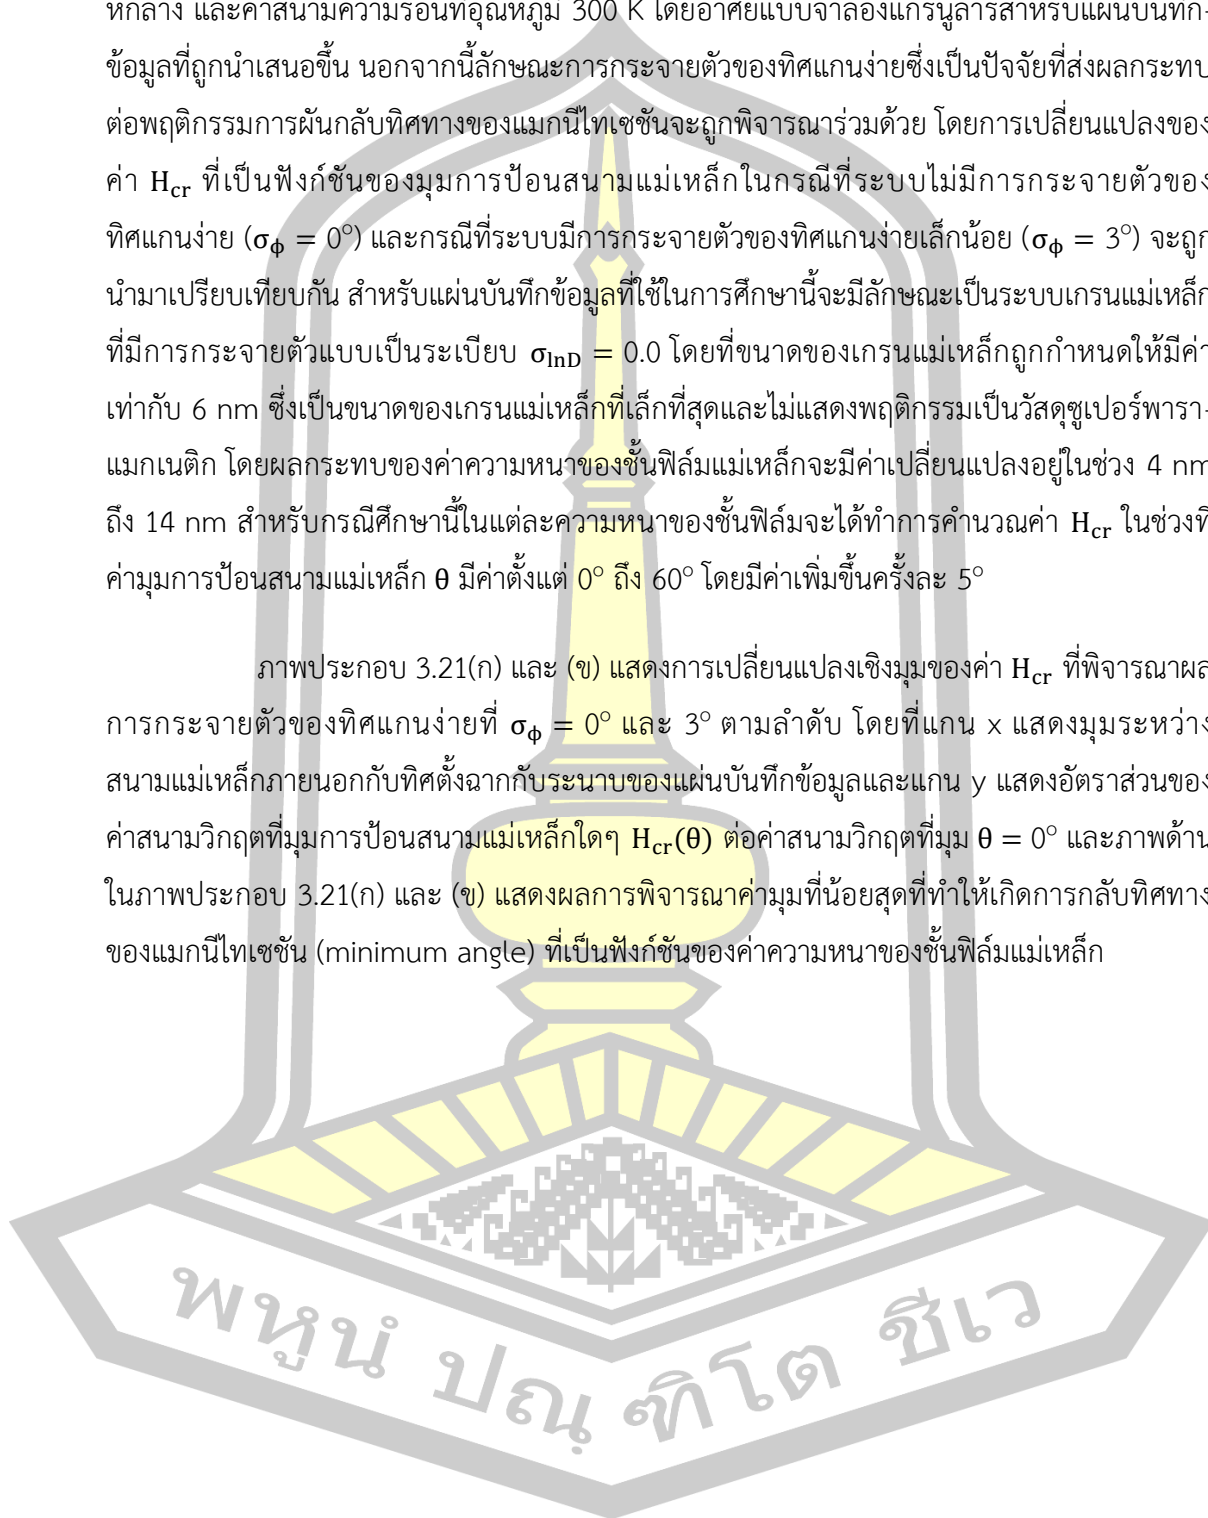 หักล้าง และค่าสนามความร้อนที่อุณหภูมิ 300 K โดยอาศัยแบบจำลองแกรนูลาร์สำหรับแผ่นบันทึก-
ข้อมูลที่ถูกนำเสนอขึ้น นอกจากนี้ลักษณะการกระจายตัวของทิศแกนง่ายซึ่งเป็นปัจจัยที่ส่งผลกระทบ
ต่อพฤติกรรมการผันกลับทิศทางของแมกนีไทเซชันจะถูกพิจารณาร่วมด้วย โดยการเปลี่ยนแปลงของ
ค่า H_cr ที่เป็นฟังก์ชันของมุมการป้อนสนามแม่เหล็กในกรณีที่ระบบไม่มีการกระจายตัวของ
ทิศแกนง่าย (σ_ϕ = 0°) และกรณีที่ระบบมีการกระจายตัวของทิศแกนง่ายเล็กน้อย (σ_ϕ = 3°) จะถูก
นำมาเปรียบเทียบกัน สำหรับแผ่นบันทึกข้อมูลที่ใช้ในการศึกษานี้จะมีลักษณะเป็นระบบเกรนแม่เหล็ก
ที่มีการกระจายตัวแบบเป็นระเบียบ σ_lnD = 0.0 โดยที่ขนาดของเกรนแม่เหล็กถูกกำหนดให้มีค่า
เท่ากับ 6 nm ซึ่งเป็นขนาดของเกรนแม่เหล็กที่เล็กที่สุดและไม่แสดงพฤติกรรมเป็นวัสดุซูเปอร์พารา-
แมกเนติก โดยผลกระทบของค่าความหนาของชั้นฟิล์มแม่เหล็กจะมีค่าเปลี่ยนแปลงอยู่ในช่วง 4 nm
ถึง 14 nm สำหรับกรณีศึกษานี้ในแต่ละความหนาของชั้นฟิล์มจะได้ทำการคำนวณค่า H_cr ในช่วงที่
ค่ามุมการป้อนสนามแม่เหล็ก θ มีค่าตั้งแต่ 0° ถึง 60° โดยมีค่าเพิ่มขึ้นครั้งละ 5°
ภาพประกอบ 3.21(ก) และ (ข) แสดงการเปลี่ยนแปลงเชิงมุมของค่า H_cr ที่พิจารณาผล
การกระจายตัวของทิศแกนง่ายที่ σ_ϕ = 0° และ 3° ตามลำดับ โดยที่แกน x แสดงมุมระหว่าง
สนามแม่เหล็กภายนอกกับทิศตั้งฉากกับระนาบของแผ่นบันทึกข้อมูลและแกน y แสดงอัตราส่วนของ
ค่าสนามวิกฤตที่มุมการป้อนสนามแม่เหล็กใดๆ H_cr(θ) ต่อค่าสนามวิกฤตที่มุม θ = 0° และภาพด้าน
ในภาพประกอบ 3.21(ก) และ (ข) แสดงผลการพิจารณาค่ามุมที่น้อยสุดที่ทำให้เกิดการกลับทิศทาง
ของแมกนีไทเซชัน (minimum angle) ที่เป็นฟังก์ชันของค่าความหนาของชั้นฟิล์มแม่เหล็ก
พหูนํ ปณฺฑิโต ชีเว